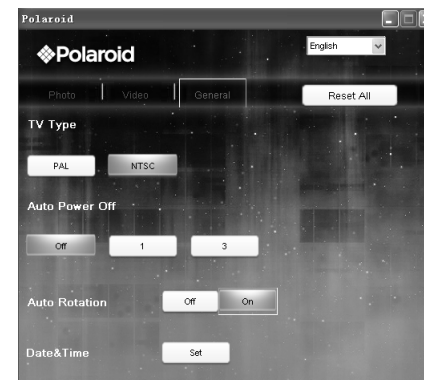 Polaroid
English
Polaroid
Photo Video General Reset All
TV Type
PAL NTSC
Auto Power Off
Off 1 3
Auto Rotation Off On
Date&Time Set